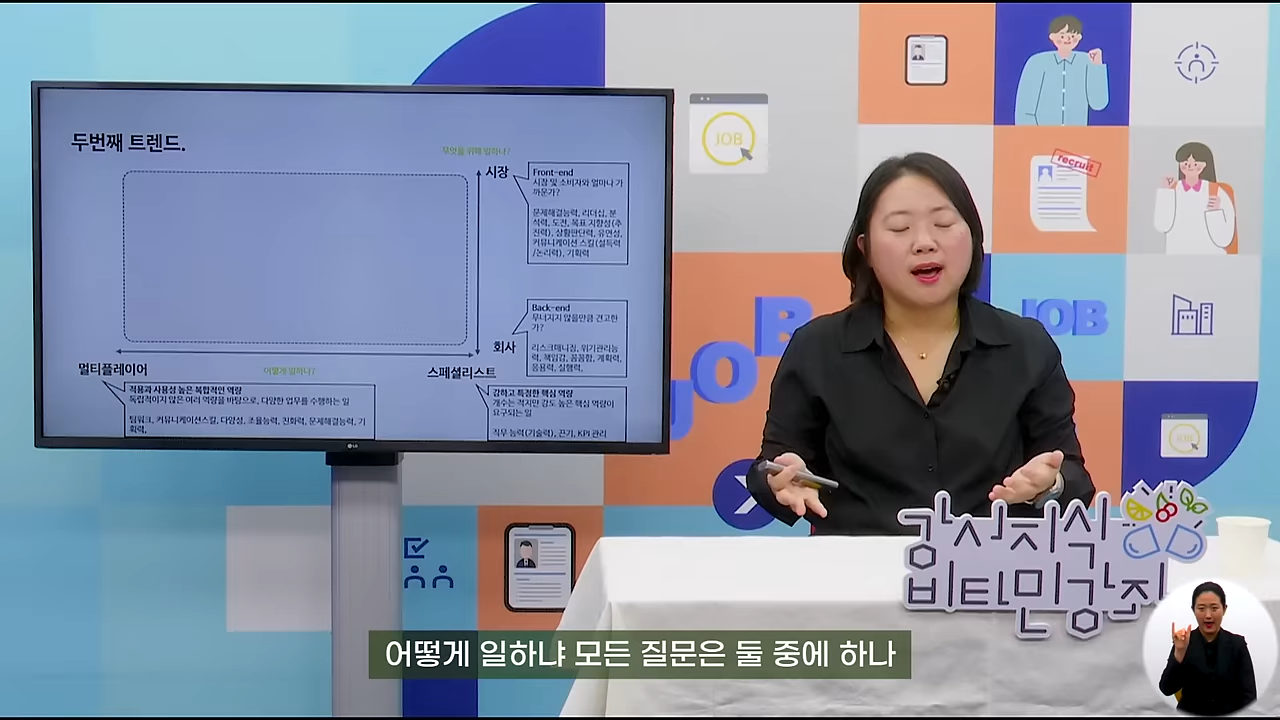 두번째 트렌드.
무엇을 위해 일하나?
시장
Front-end
시장 및 소비자와 얼마나 가
까운가?
문제해결능력, 리더십, 분
석력, 도전, 목표 지향성(추
진력), 상황판단력, 유연성,
커뮤니케이션 스킬(설득력
/논리력), 기획력
Back-end
무너지지 않을만큼 견고한
가?
리스크매니징, 위기관리능
력, 책임감, 꼼꼼함, 계획력,
응용력, 실행력,
회사
멀티플레이어
어떻게 일하나?
스페셜리스트
적용과 사용성 높은 복합적인 역량
독립적이지 않은 여러 역량을 바탕으로, 다양한 업무를 수행하는 일
팀워크, 커뮤니케이션스킬, 다양성, 조율능력, 친화력, 문제해결능력, 기
획력,
강하고 특정한 핵심 역량
개수는 적지만 강도 높은 핵심 역량이
요구되는 일
직무 능력(기술력), 끈기, KPI 관리
LG
JOB
recruit
JOB
JOB
JOB
강사지식
비타민강좌
어떻게 일하냐 모든 질문은 둘 중에 하나